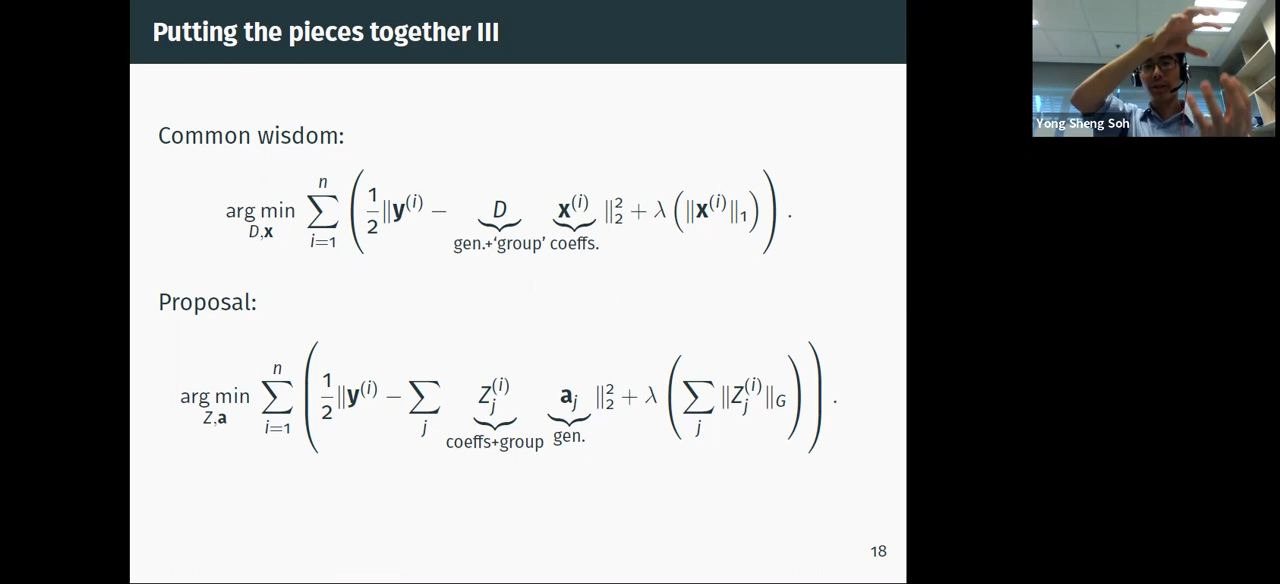 Putting the pieces together III
Yong Sheng Soh
Common wisdom:
arg min_{D,𝐱} ∑_{i=1}^{n} ( 1/2 ‖𝐲^{(i)} − D 𝐱^{(i)} ‖_2^2 + λ ( ‖𝐱^{(i)}‖_1 ) ) .
gen.+‘group’ coeffs.
Proposal:
arg min_{Z,𝐚} ∑_{i=1}^{n} ( 1/2 ‖𝐲^{(i)} − ∑_j Z_j^{(i)} 𝐚_j ‖_2^2 + λ ( ∑_j ‖Z_j^{(i)}‖_G ) ) .
coeffs+group gen.
18